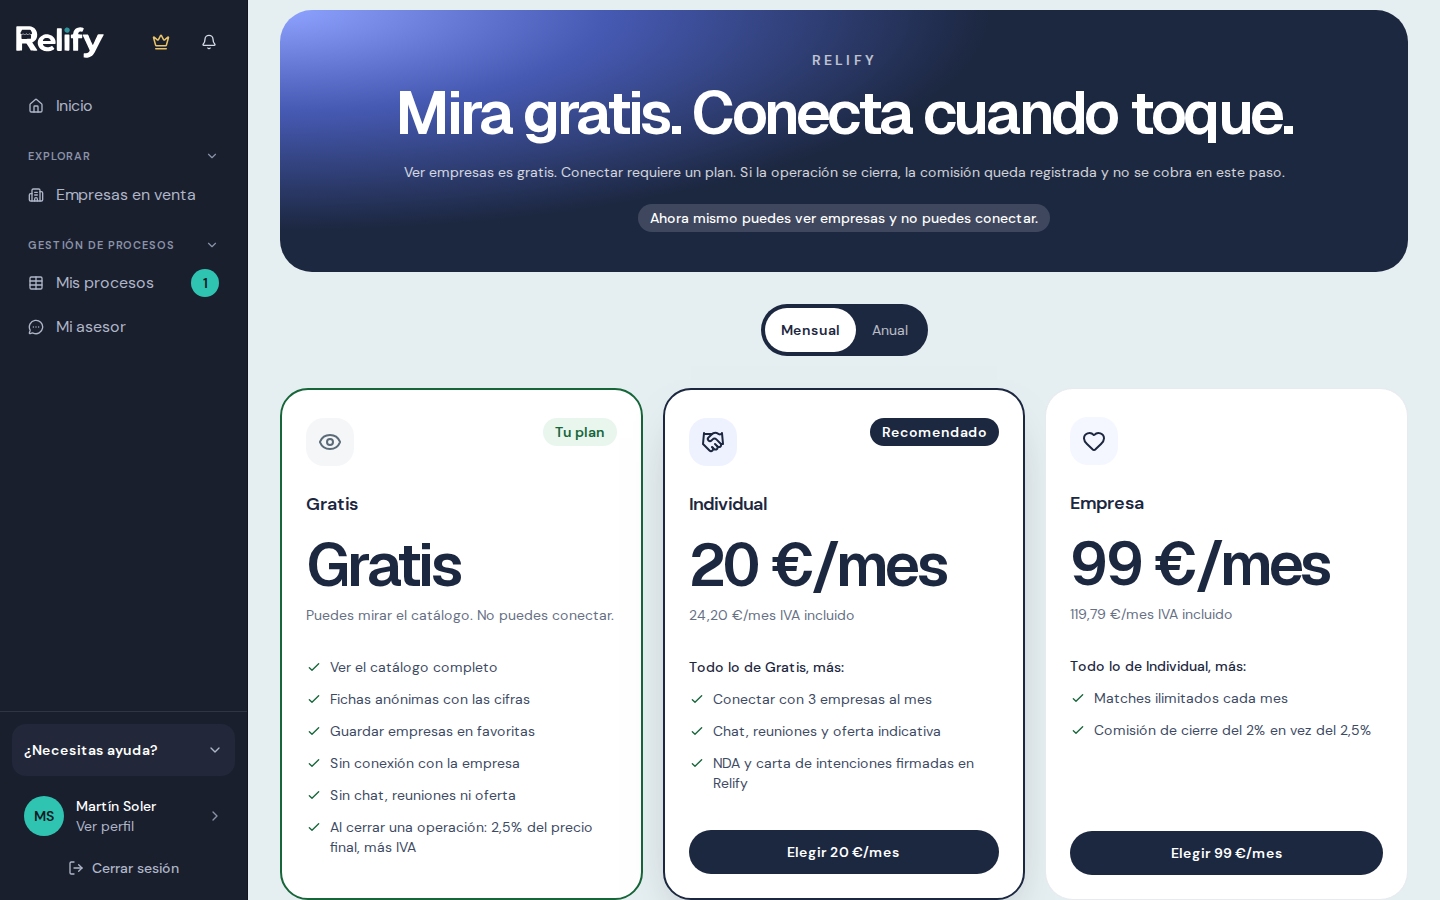 Relify
Inicio
EXPLORAR
Empresas en venta
GESTIÓN DE PROCESOS
Mis procesos
1
Mi asesor
¿Necesitas ayuda?
MS
Martín Soler
Ver perfil
Cerrar sesión
RELIFY
Mira gratis. Conecta cuando toque.
Ver empresas es gratis. Conectar requiere un plan. Si la operación se cierra, la comisión queda registrada y no se cobra en este paso.
Ahora mismo puedes ver empresas y no puedes conectar.
Mensual
Anual
Tu plan
Gratis
Gratis
Puedes mirar el catálogo. No puedes conectar.
Ver el catálogo completo
Fichas anónimas con las cifras
Guardar empresas en favoritas
Sin conexión con la empresa
Sin chat, reuniones ni oferta
Al cerrar una operación: 2,5% del precio
final, más IVA
Recomendado
Individual
20 €/mes
24,20 €/mes IVA incluido
Todo lo de Gratis, más:
Conectar con 3 empresas al mes
Chat, reuniones y oferta indicativa
NDA y carta de intenciones firmadas en
Relify
Elegir 20 €/mes
Empresa
99 €/mes
119,79 €/mes IVA incluido
Todo lo de Individual, más:
Matches ilimitados cada mes
Comisión de cierre del 2% en vez del 2,5%
Elegir 99 €/mes